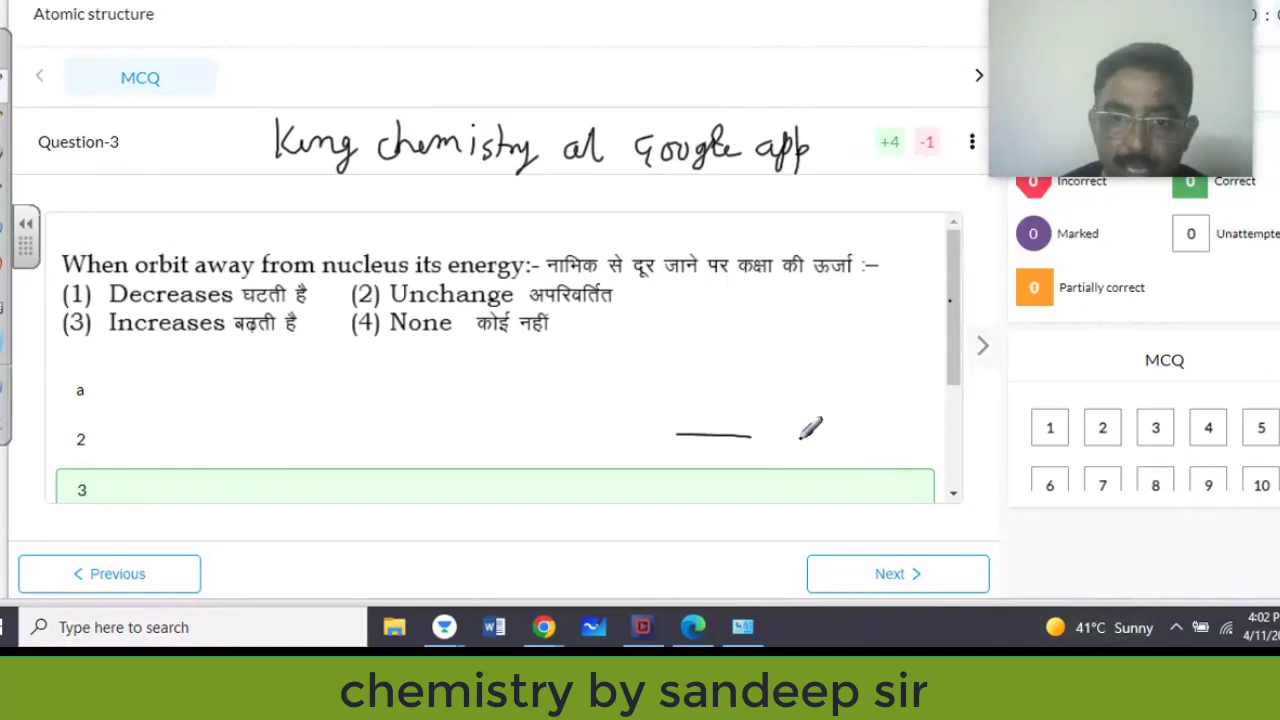 Atomic structure
MCQ
Question-3
King chemistry at Google app
+4 -1
0 Incorrect 0 Correct
0 Marked 0 Unattempte
0 Partially correct
When orbit away from nucleus its energy:- नाभिक से दूर जाने पर कक्षा की ऊर्जा :–
(1) Decreases घटती है (2) Unchange अपरिवर्तित
(3) Increases बढ़ती है (4) None कोई नहीं
a
2
3
MCQ
1 2 3 4 5
6 7 8 9 10
Previous
Next
Type here to search
41°C Sunny
4:02 P
4/11/20
chemistry by sandeep sir